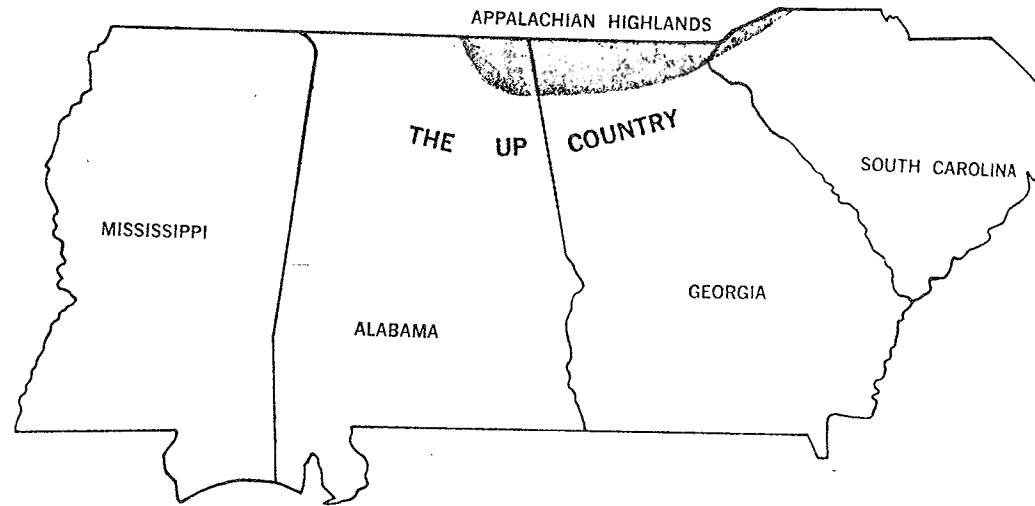 APPALACHIAN HIGHLANDS
THE UP COUNTRY
SOUTH CAROLINA
MISSISSIPPI
GEORGIA
ALABAMA